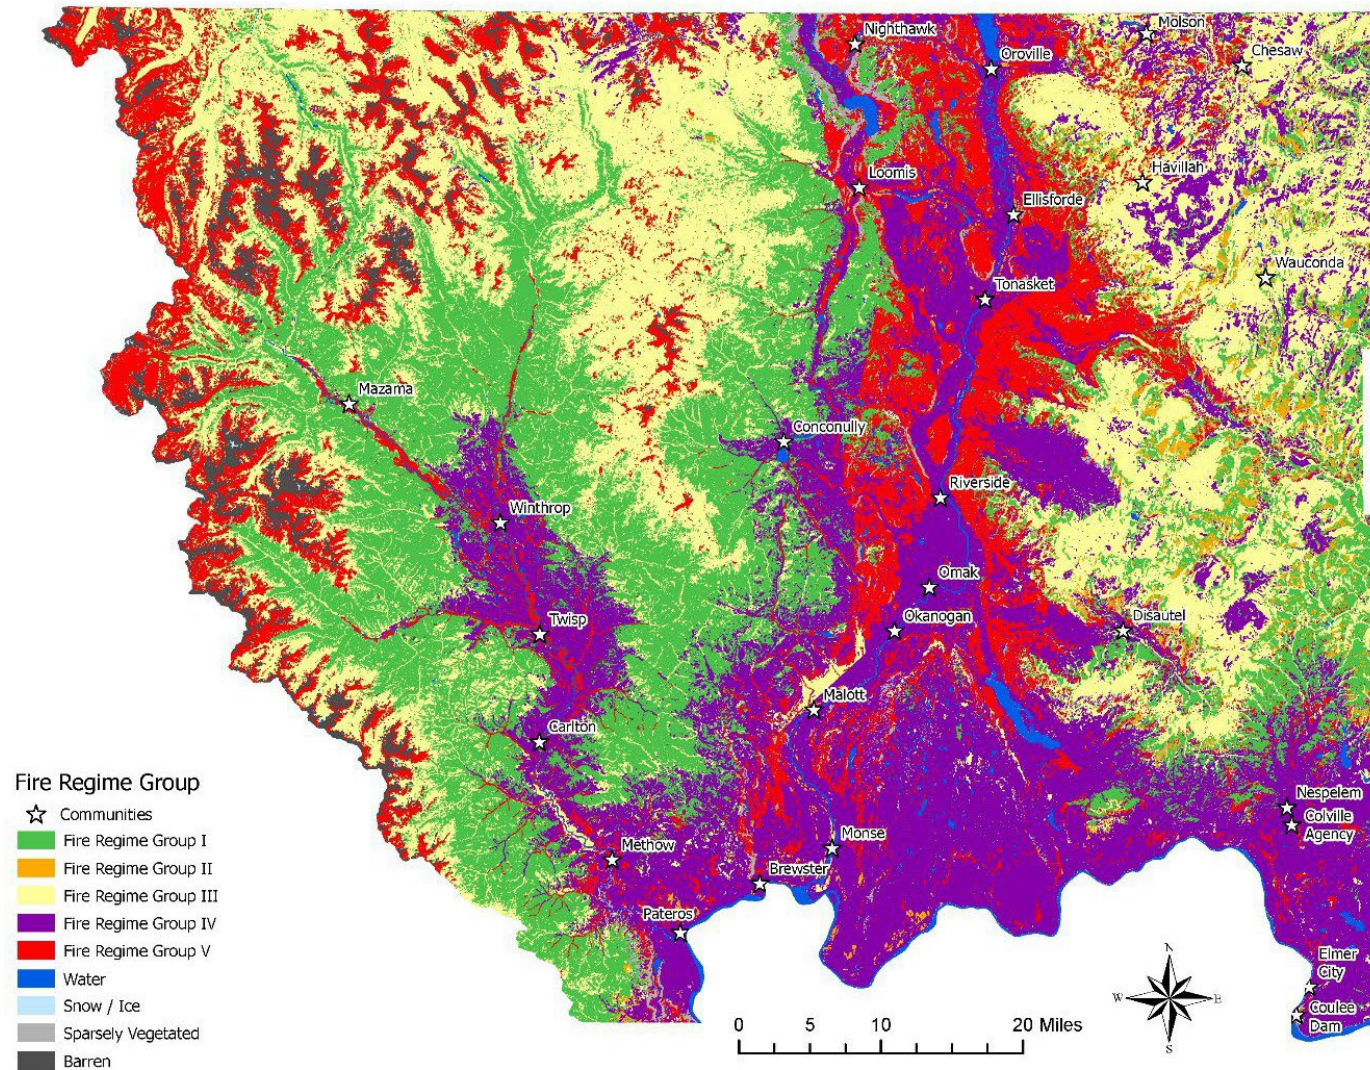 Nighthawk
Molson
Oroville
Chesaw
Loomis
Havillah
Ellisforde
Wauconda
Tonasket
Mazama
Conconully
Riverside
Winthrop
Omak
Okanogan
Disautel
Twisp
Malott
Carlton
Nespelem
Colville
Agency
Methow
Monse
Brewster
Pateros
Elmer
City
Coulee
Dam
Fire Regime Group
Communities
Fire Regime Group I
Fire Regime Group II
Fire Regime Group III
Fire Regime Group IV
Fire Regime Group V
Water
Snow / Ice
Sparsely Vegetated
Barren
N
W E
S
0 5 10 20 Miles